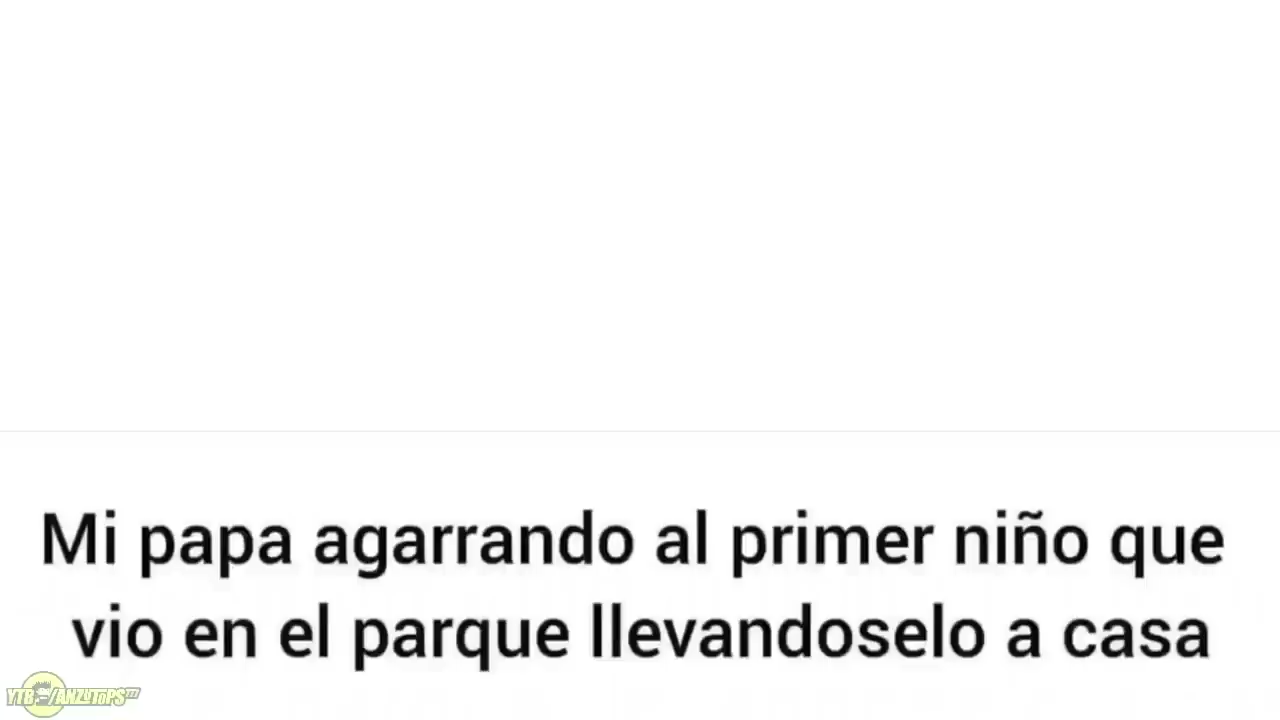 Mi papa agarrando al primer niño que
vio en el parque llevandoselo a casa